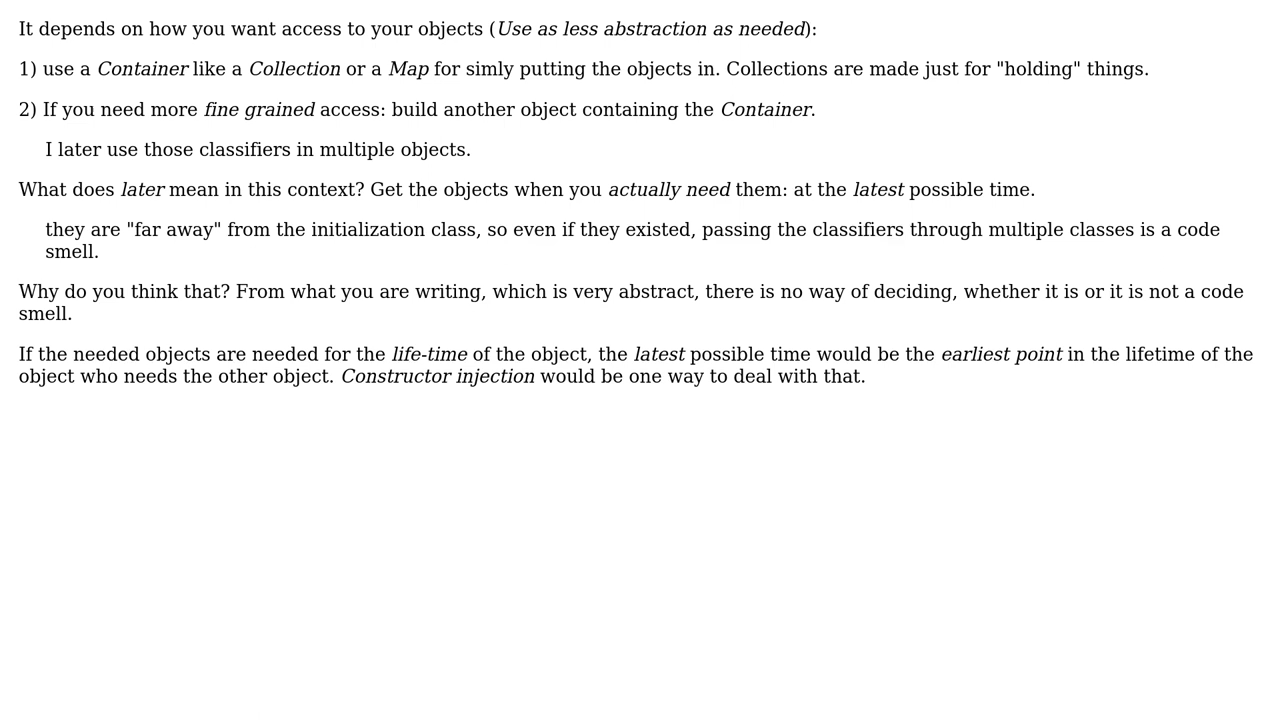 It depends on how you want access to your objects (Use as less abstraction as needed):
1) use a Container like a Collection or a Map for simly putting the objects in. Collections are made just for "holding" things.
2) If you need more fine grained access: build another object containing the Container.
I later use those classifiers in multiple objects.
What does later mean in this context? Get the objects when you actually need them: at the latest possible time.
they are "far away" from the initialization class, so even if they existed, passing the classifiers through multiple classes is a code
smell.
Why do you think that? From what you are writing, which is very abstract, there is no way of deciding, whether it is or it is not a code
smell.
If the needed objects are needed for the life-time of the object, the latest possible time would be the earliest point in the lifetime of the
object who needs the other object. Constructor injection would be one way to deal with that.